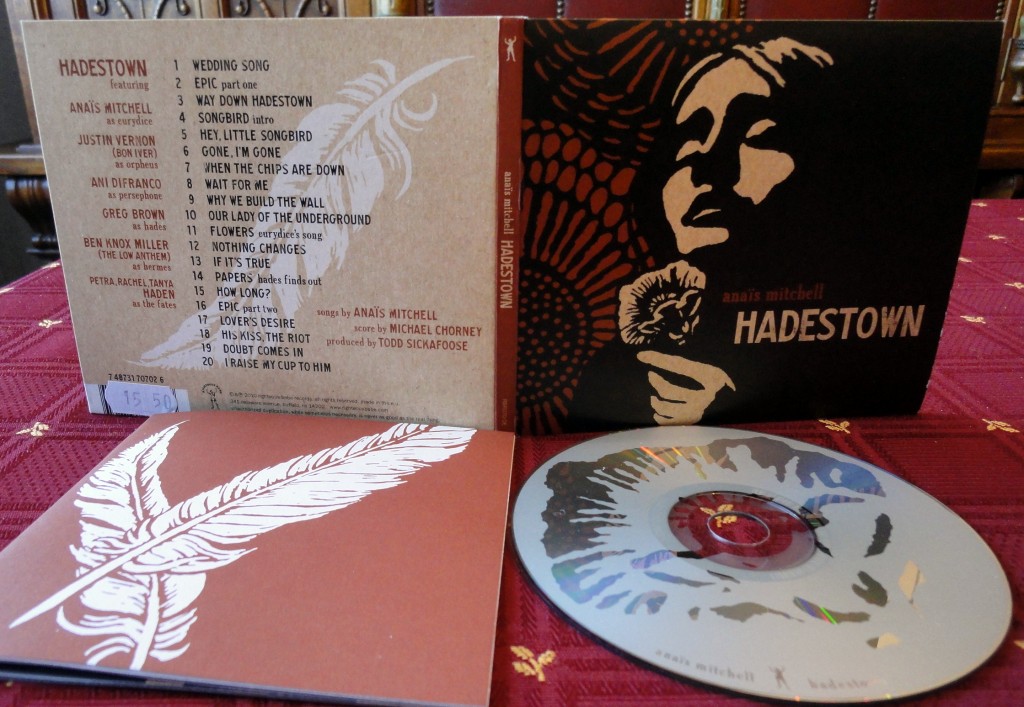 HADESTOWN
featuring
ANAÏS MITCHELL
as eurydice
JUSTIN VERNON
(BON IVER)
as orpheus
ANI DIFRANCO
as persephone
GREG BROWN
as hades
BEN KNOX MILLER
(THE LOW ANTHEM)
as hermes
PETRA, RACHEL, TANYA
HADEN
as the fates
1 WEDDING SONG
2 EPIC part one
3 WAY DOWN HADESTOWN
4 SONGBIRD intro
5 HEY, LITTLE SONGBIRD
6 GONE, I'M GONE
7 WHEN THE CHIPS ARE DOWN
8 WAIT FOR ME
9 WHY WE BUILD THE WALL
10 OUR LADY OF THE UNDERGROUND
11 FLOWERS eurydice's song
12 NOTHING CHANGES
13 IF IT'S TRUE
14 PAPERS hades finds out
15 HOW LONG?
16 EPIC part two
17 LOVER'S DESIRE
18 HIS KISS, THE RIOT
19 DOUBT COMES IN
20 I RAISE MY CUP TO HIM
songs by ANAÏS MITCHELL
score by MICHAEL CHORNEY
produced by TODD SICKAFOOSE
7 48731 70702 6
15 50
anaïs mitchell HADESTOWN
anaïs mitchell
HADESTOWN
anaïs mitchell
hadesto